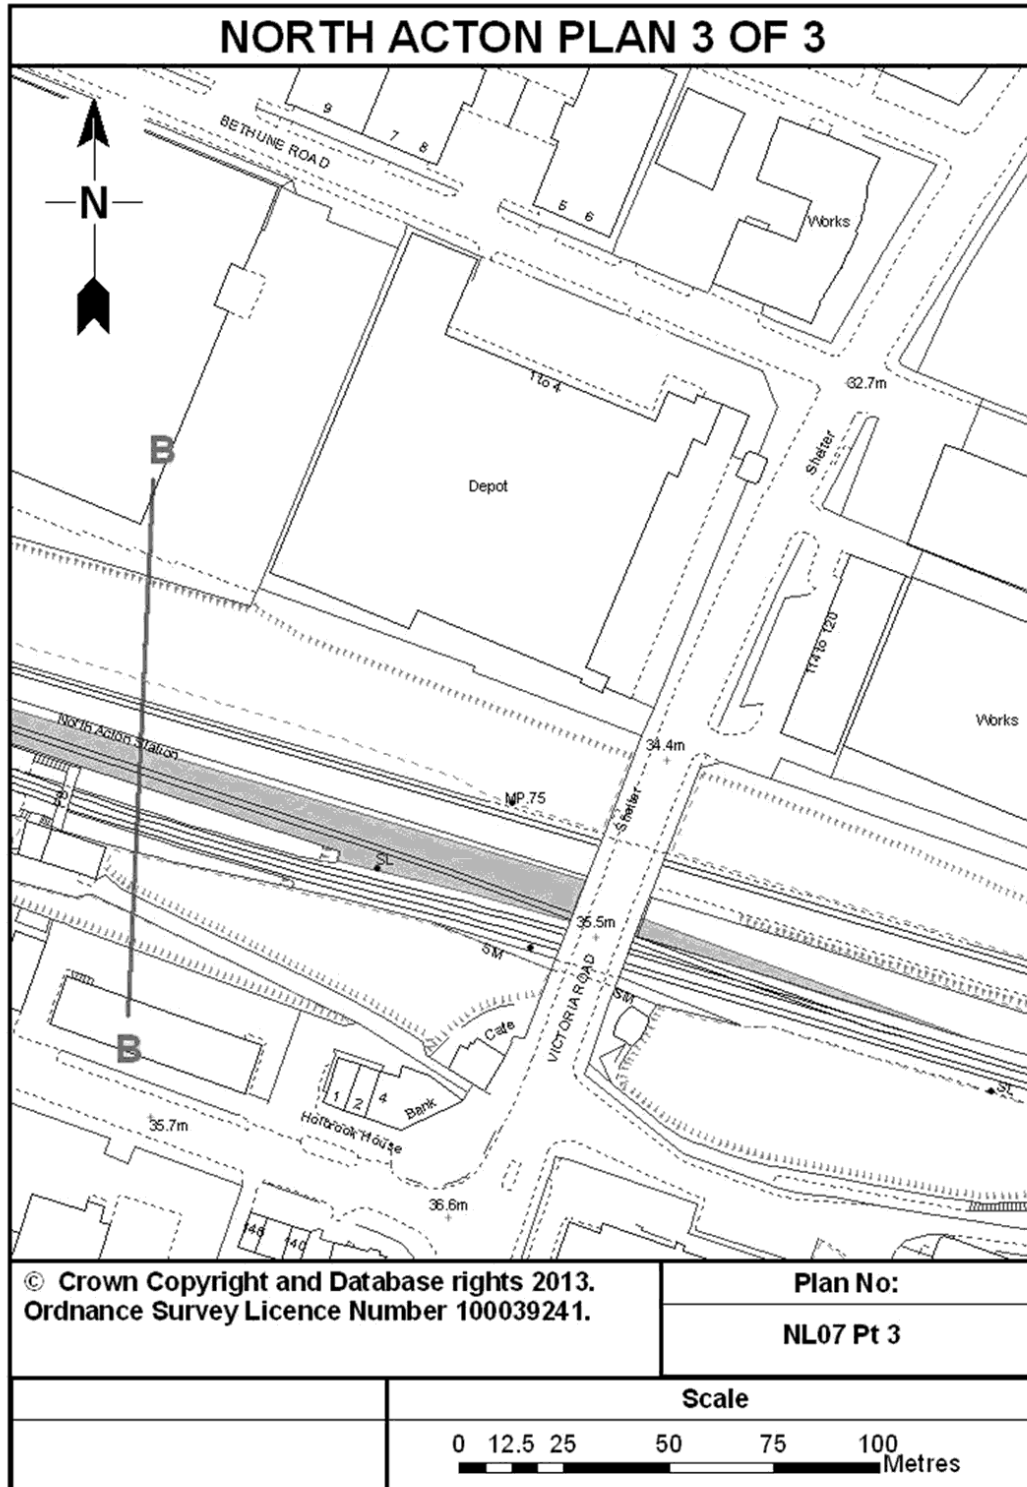 NORTH ACTON PLAN 3 OF 3
BETHUNE ROAD
9
7 8
5 6
Works
N
32.7m
1 to 4
Shelter
B
Depot
114 to 120
Works
North Acton Station
34.4m
MP.75
Shelter
FB
SL
35.5m
SM
SM
VICTORIA ROAD
Cafe
B
1 2 4
Bank
SL
Holbrook House
35.7m
36.6m
148
140
© Crown Copyright and Database rights 2013.
Ordnance Survey Licence Number 100039241.
Plan No:
NL07 Pt 3
Scale
0 12.5 25 50 75 100
Metres